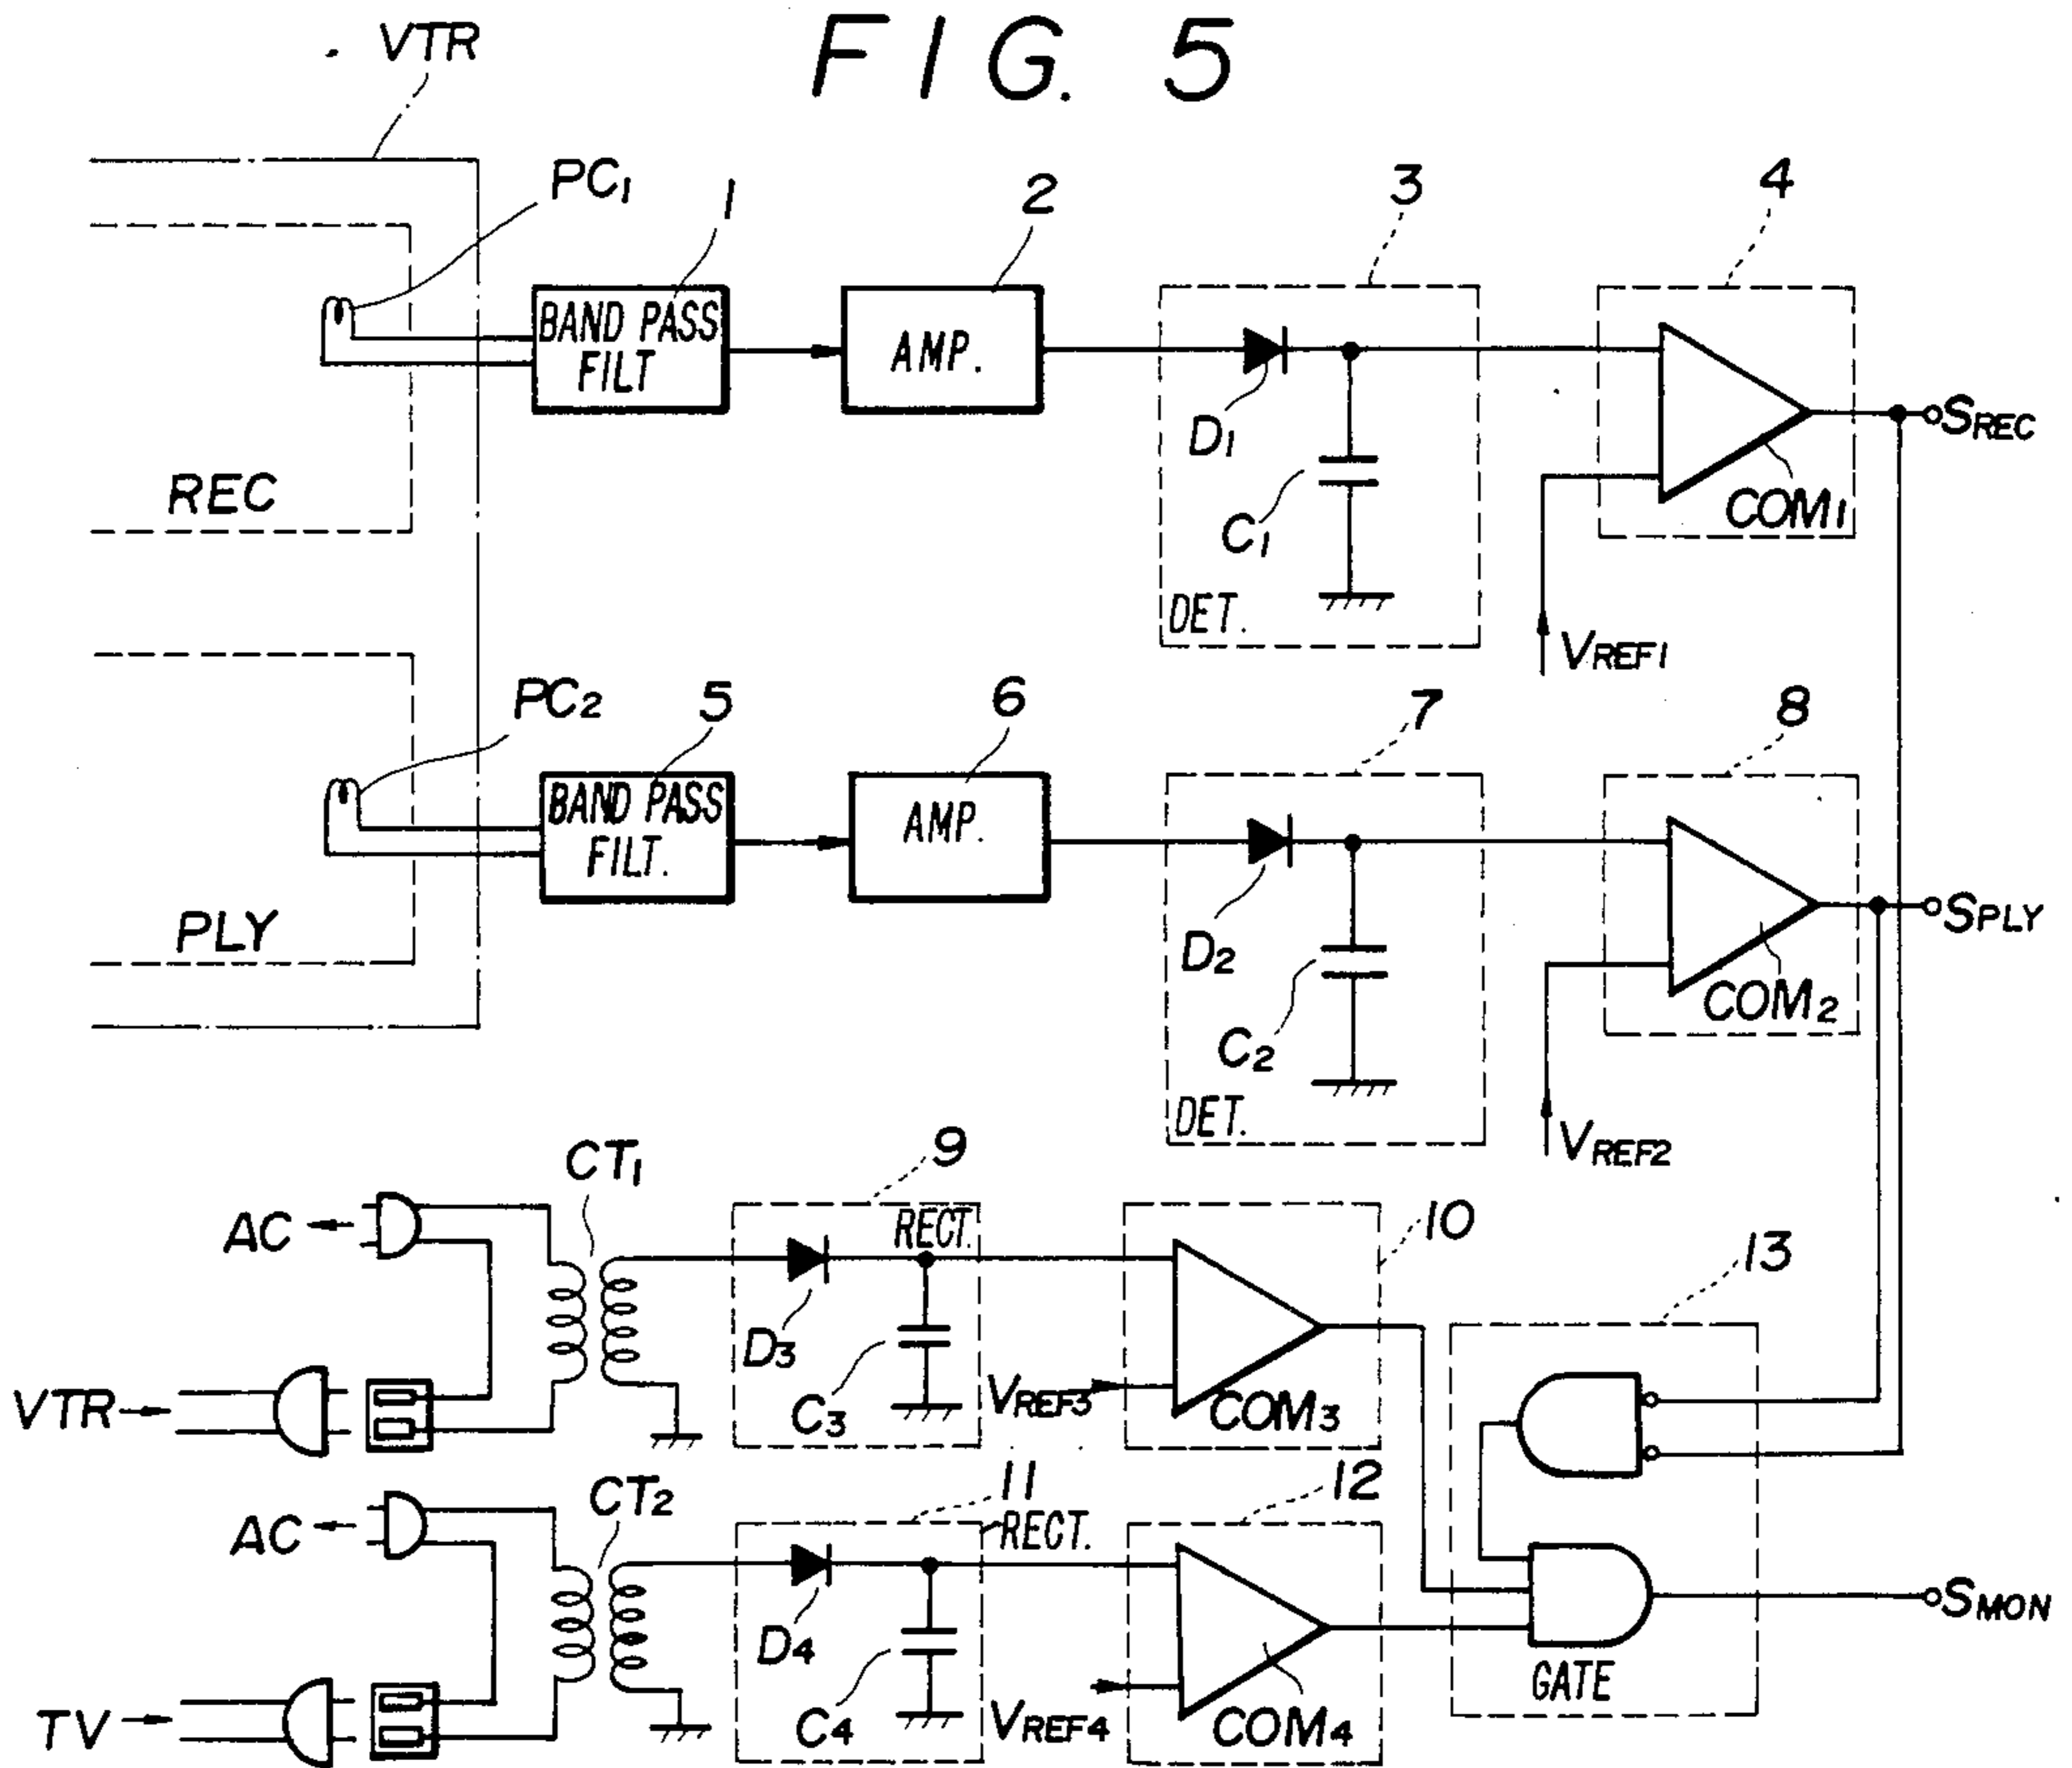 FIG. 5
VTR
PC1
1
2
3
4
BAND PASS
FILT
AMP.
D1
C1
DET.
COM1
SREC
VREF1
REC
PC2
5
6
7
8
BAND PASS
FILT.
AMP.
D2
C2
DET.
COM2
SPLY
VREF2
PLY
CT1
9
10
13
AC
RECT.
D3
C3
VREF3
COM3
VTR
CT2
11
12
AC
RECT.
D4
C4
VREF4
COM4
GATE
SMON
TV